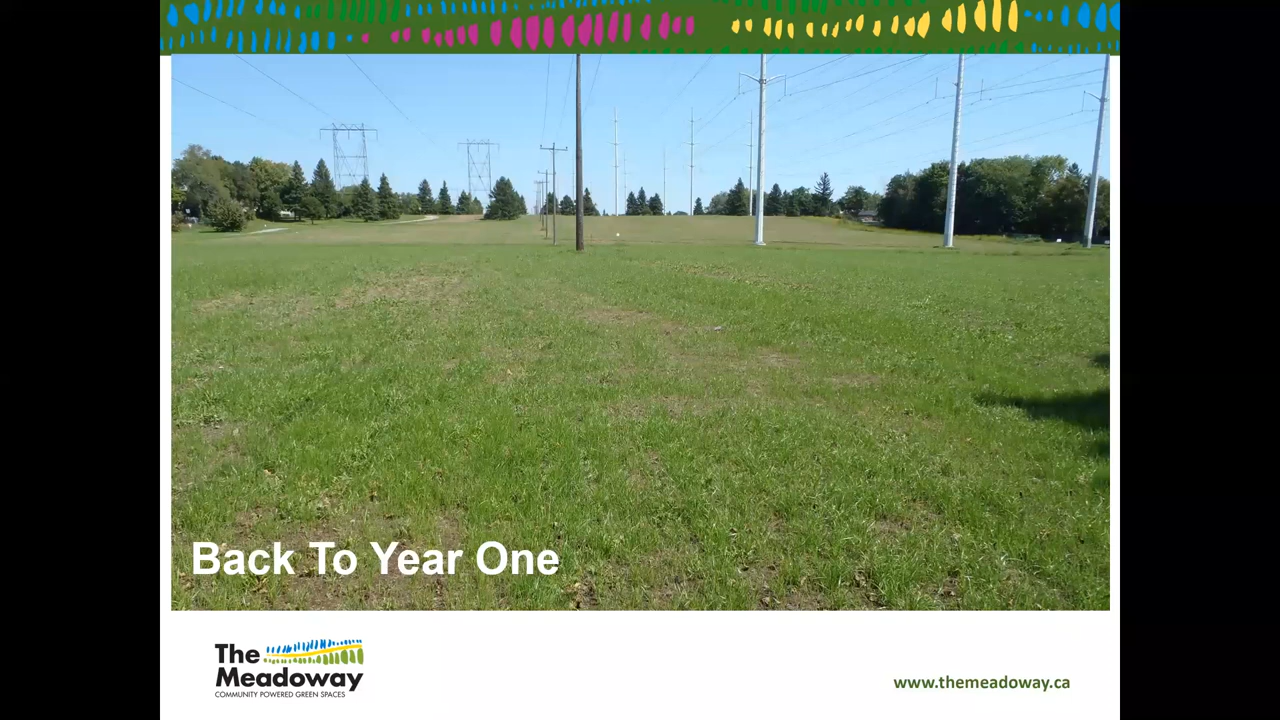 Back To Year One
The
Meadoway
COMMUNITY POWERED GREEN SPACES
www.themeadoway.ca